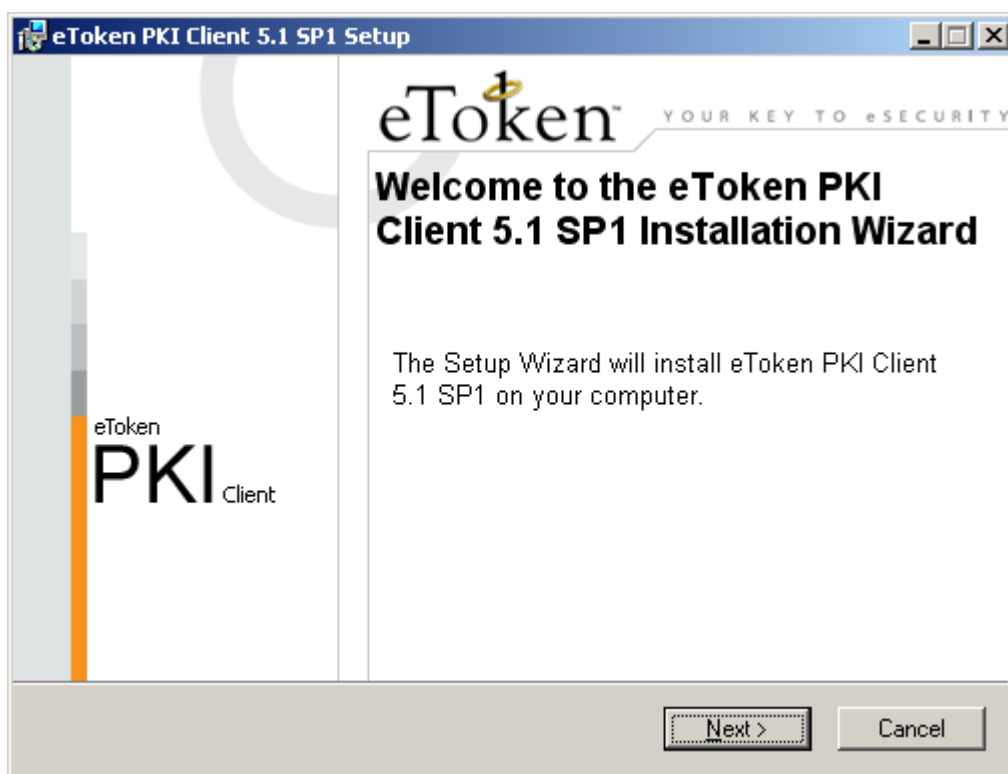 eToken PKI Client 5.1 SP1 Setup
eToken™ YOUR KEY TO eSECURITY
Welcome to the eToken PKI
Client 5.1 SP1 Installation Wizard
The Setup Wizard will install eToken PKI Client
5.1 SP1 on your computer.
eToken
PKI Client
Next > Cancel